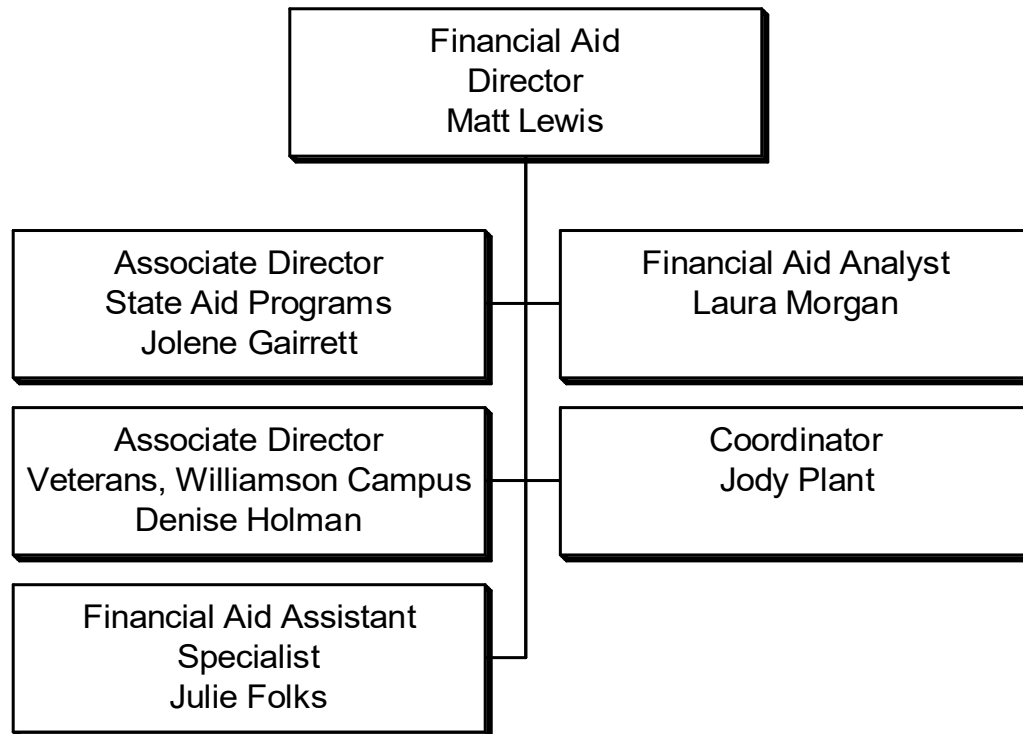 Financial Aid
Director
Matt Lewis
Associate Director
State Aid Programs
Jolene Gairrett
Financial Aid Analyst
Laura Morgan
Associate Director
Veterans, Williamson Campus
Denise Holman
Coordinator
Jody Plant
Financial Aid Assistant
Specialist
Julie Folks